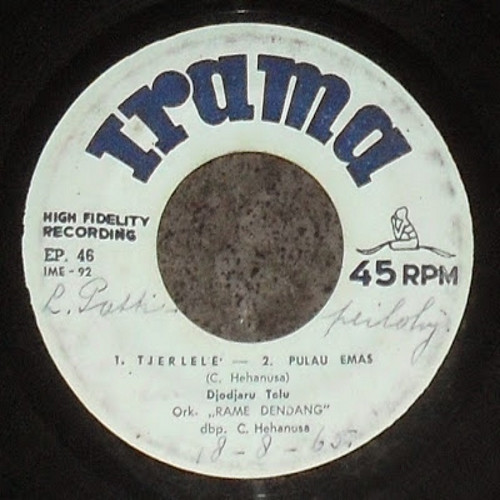 Irama
HIGH FIDELITY
RECORDING
EP. 46
IME - 92
45 RPM
1. TJERLELE' — 2. PULAU EMAS
(C. Hehanusa)
Djodjaru Tolu
Ork. „RAME DENDANG"
dbp. C. Hehanusa
18 - 8 - 65